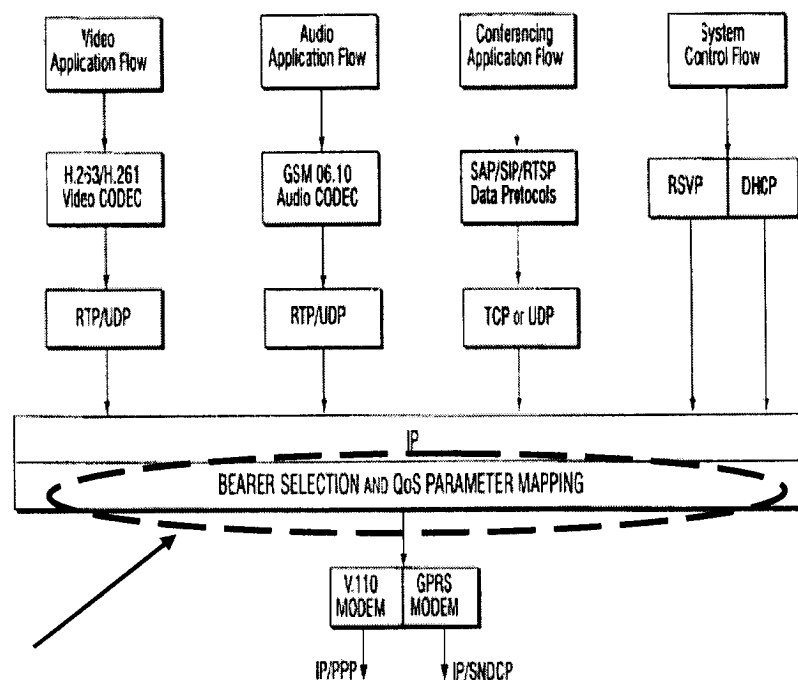 Video
Application Flow
Audio
Application Flow
Conferencing
Application Flow
System
Control Flow
H.263/H.261
Video CODEC
GSM 06.10
Audio CODEC
SAP/SIP/RTSP
Data Protocols
RSVP
DHCP
RTP/UDP
RTP/UDP
TCP or UDP
IP
BEARER SELECTION AND QoS PARAMETER MAPPING
V.110
MODEM
GPRS
MODEM
IP/PPP
IP/SNDCP